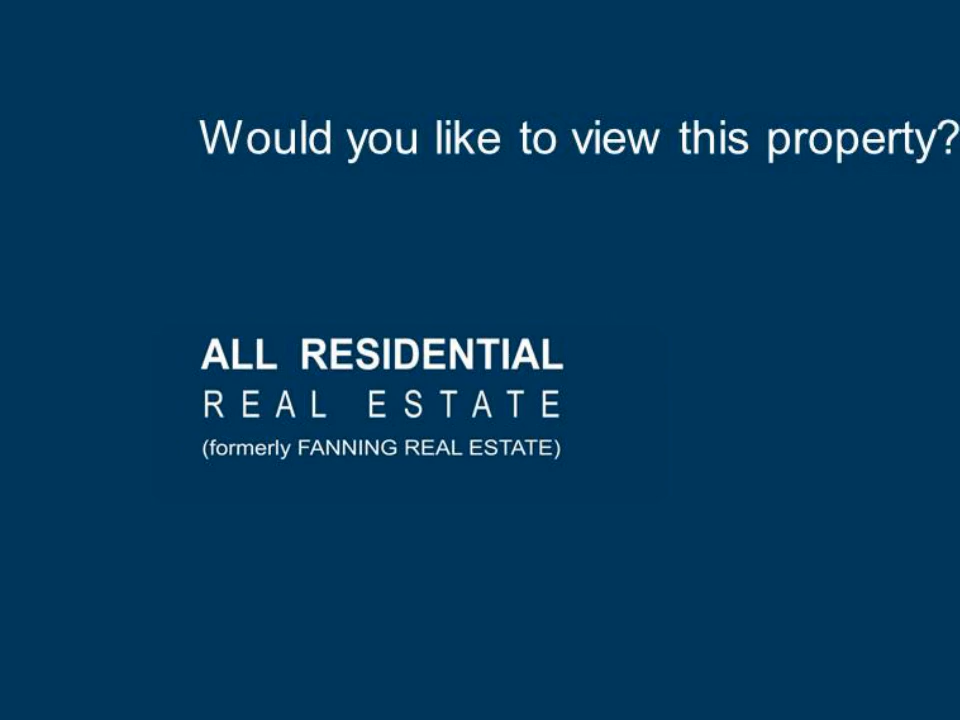 Would you like to view this property?
ALL RESIDENTIAL
REAL ESTATE
(formerly FANNING REAL ESTATE)